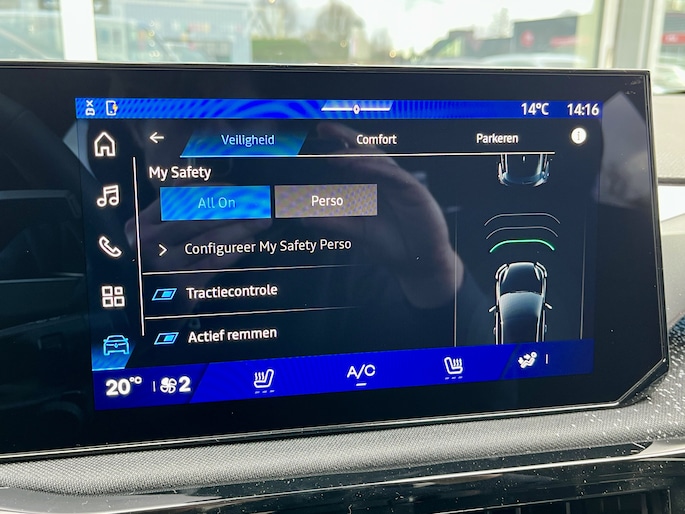 14°C 14:16
Veiligheid Comfort Parkeren
My Safety
All On Perso
Configureer My Safety Perso
Tractiecontrole
Actief remmen
20°C 2 A/C